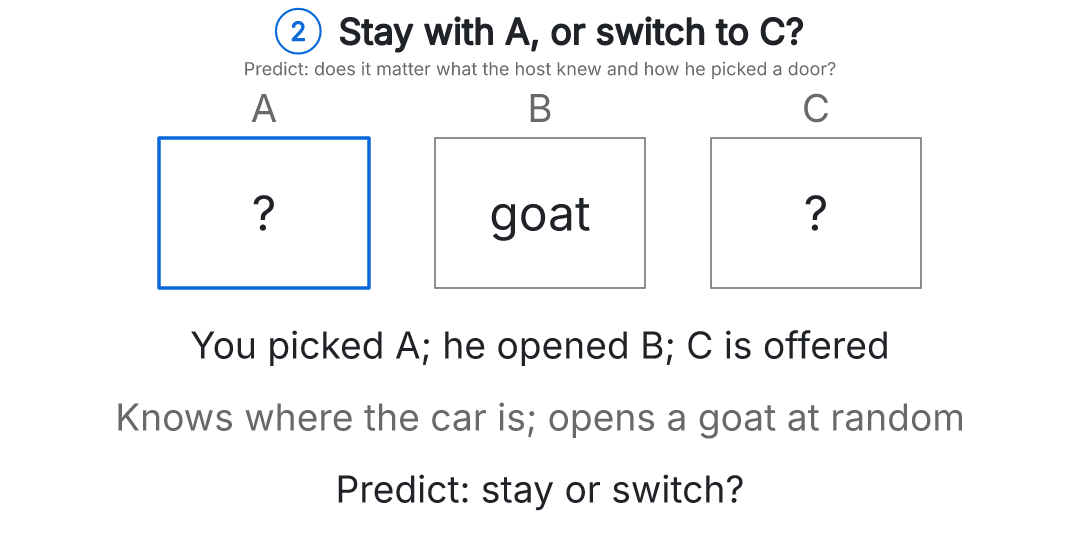 2 Stay with A, or switch to C?
Predict: does it matter what the host knew and how he picked a door?
A B C
? goat ?
You picked A; he opened B; C is offered
Knows where the car is; opens a goat at random
Predict: stay or switch?